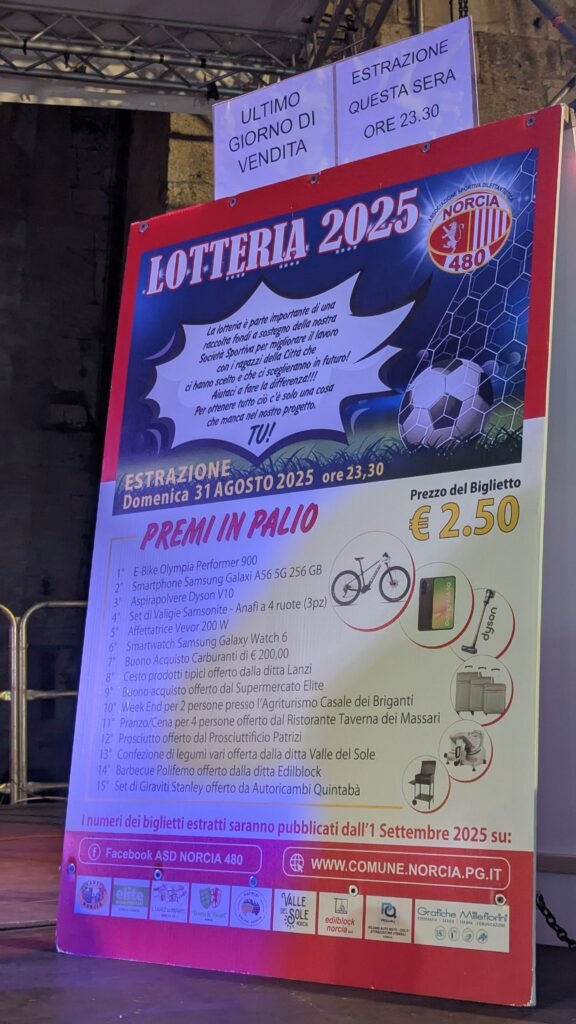 ULTIMO
GIORNO DI
VENDITA
ESTRAZIONE
QUESTA SERA
ORE 23.30
LOTTERIA 2025
ASSOCIAZIONE SPORTIVA DILETTANTISTICA
NORCIA
480
La lotteria è parte importante di una
raccolta fondi a sostegno della nostra
Società Sportiva per migliorare il lavoro
con i ragazzi della Città che
ci hanno scelto e che ci sceglieranno in futuro!
Aiutaci a fare la differenza!!!
Per ottenere tutto ciò c'è solo una cosa
che manca nel nostro progetto.
TU!
ESTRAZIONE
Domenica 31 AGOSTO 2025 ore 23,30
Prezzo del Biglietto
€ 2.50
PREMI IN PALIO
1° E-Bike Olympia Performer 900
2° Smartphone Samsung Galaxi A56 5G 256 GB
3° Aspirapolvere Dyson V10
4° Set di Valigie Samsonite - Anafi a 4 ruote (3pz)
5° Affettatrice Vevor 200 W
6° Smartwatch Samsung Galaxy Watch 6
7° Buono Acquisto Carburanti di € 200,00
8° Cesto prodotti tipici offerto dalla ditta Lanzi
9° Buono acquisto offerto dal Supermercato Elite
10° Week End per 2 persone presso l'Agriturismo Casale dei Briganti
11° Pranzo/Cena per 4 persone offerto dal Ristorante Taverna dei Massari
12° Prosciutto offerto dal Prosciuttificio Patrizi
13° Confezione di legumi vari offerta dalla ditta Valle del Sole
14° Barbecue Polifemo offerto dalla ditta Edilblock
15° Set di Giraviti Stanley offerto da Autoricambi Quintabà
dyson
I numeri dei biglietti estratti saranno pubblicati dall'1 Settembre 2025 su:
f Facebook ASD NORCIA 480
WWW.COMUNE.NORCIA.PG.IT
elite
VALLE
DEL SOLE
NORCIA
edilblock
norcia
Grafiche Millefiorini